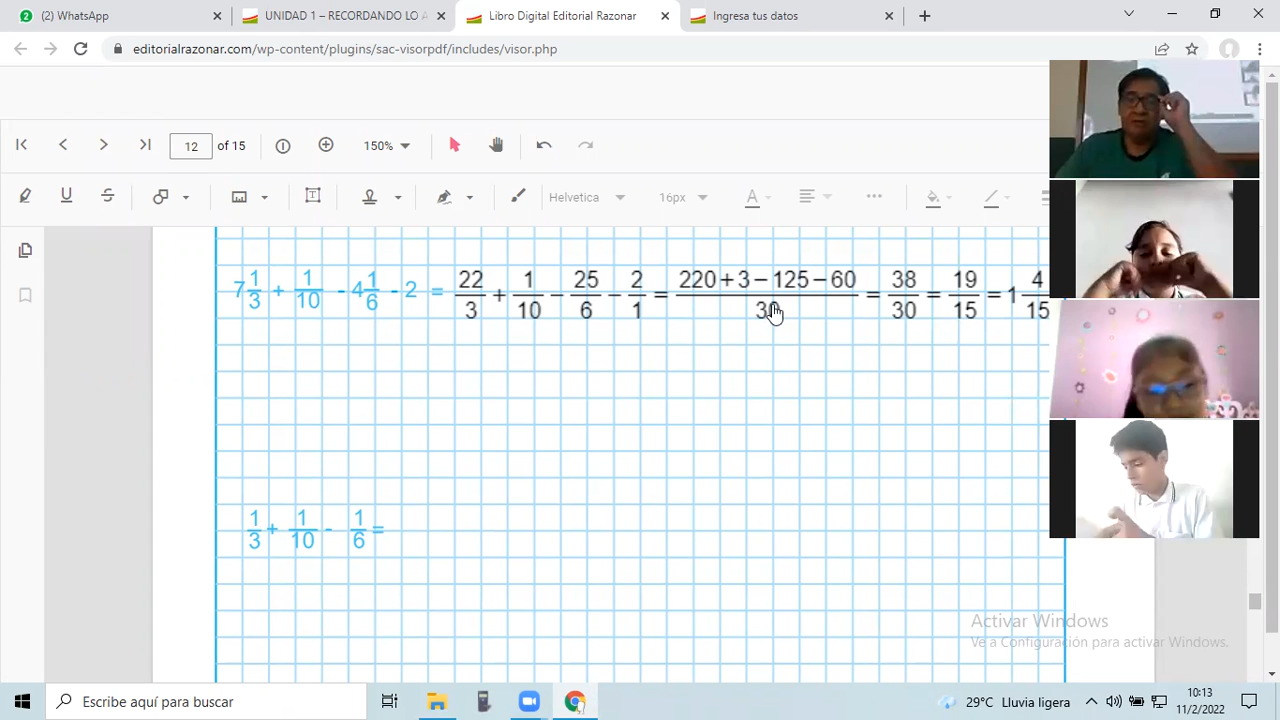 2 (2) WhatsApp
UNIDAD 1 – RECORDANDO LO A
Libro Digital Editorial Razonar
Ingresa tus datos
editorialrazonar.com/wp-content/plugins/sac-visorpdf/includes/visor.php
12 of 15 150%
Helvetica 16px A
7 1/3 + 1/10 - 4 1/6 - 2 = 22/3 + 1/10 − 25/6 − 2/1 = (220 + 3 − 125 − 60)/30 = 38/30 = 19/15 = 1 4/15
1/3 + 1/10 - 1/6 =
Activar Windows
Ve a Configuración para activar Windows.
Escribe aquí para buscar
29°C Lluvia ligera
10:13
11/2/2022